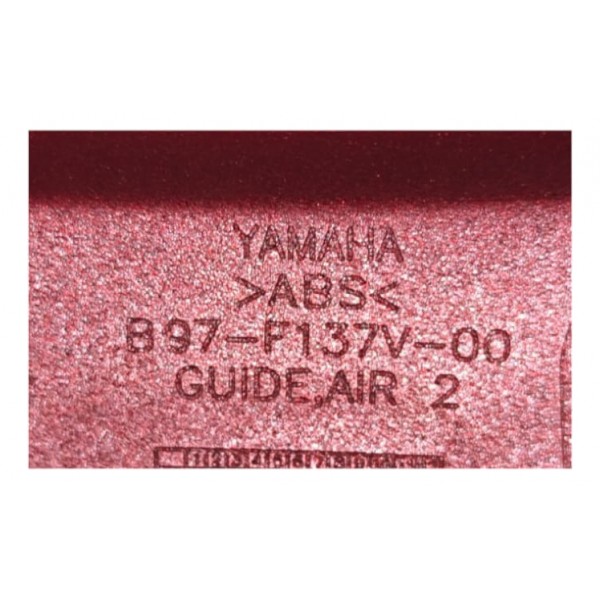 YAMAHA
>ABS<
B97-F137V-00
GUIDE,AIR 2